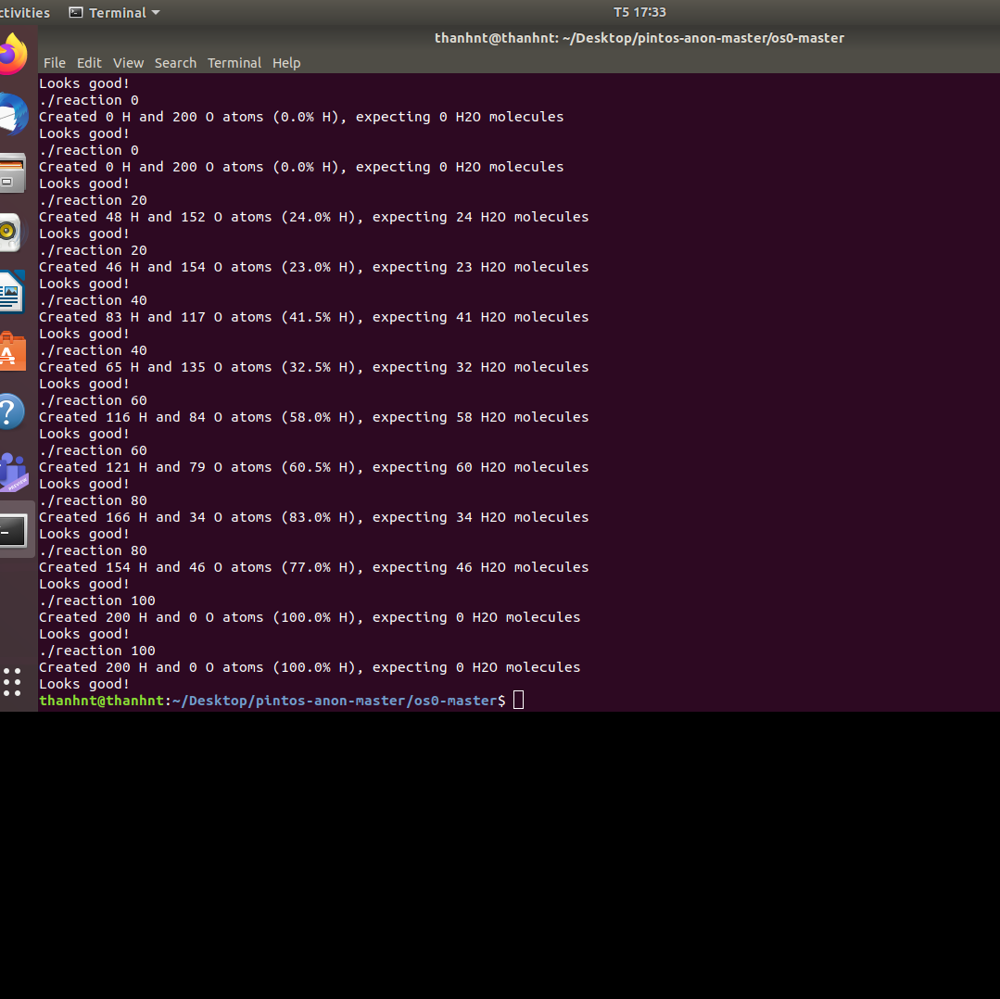 ctivities Terminal T5 17:33
thanhnt@thanhnt: ~/Desktop/pintos-anon-master/os0-master
File Edit View Search Terminal Help
Looks good!
./reaction 0
Created 0 H and 200 O atoms (0.0% H), expecting 0 H2O molecules
Looks good!
./reaction 0
Created 0 H and 200 O atoms (0.0% H), expecting 0 H2O molecules
Looks good!
./reaction 20
Created 48 H and 152 O atoms (24.0% H), expecting 24 H2O molecules
Looks good!
./reaction 20
Created 46 H and 154 O atoms (23.0% H), expecting 23 H2O molecules
Looks good!
./reaction 40
Created 83 H and 117 O atoms (41.5% H), expecting 41 H2O molecules
Looks good!
./reaction 40
Created 65 H and 135 O atoms (32.5% H), expecting 32 H2O molecules
Looks good!
./reaction 60
Created 116 H and 84 O atoms (58.0% H), expecting 58 H2O molecules
Looks good!
./reaction 60
Created 121 H and 79 O atoms (60.5% H), expecting 60 H2O molecules
Looks good!
./reaction 80
Created 166 H and 34 O atoms (83.0% H), expecting 34 H2O molecules
Looks good!
./reaction 80
Created 154 H and 46 O atoms (77.0% H), expecting 46 H2O molecules
Looks good!
./reaction 100
Created 200 H and 0 O atoms (100.0% H), expecting 0 H2O molecules
Looks good!
./reaction 100
Created 200 H and 0 O atoms (100.0% H), expecting 0 H2O molecules
Looks good!
thanhnt@thanhnt:~/Desktop/pintos-anon-master/os0-master$